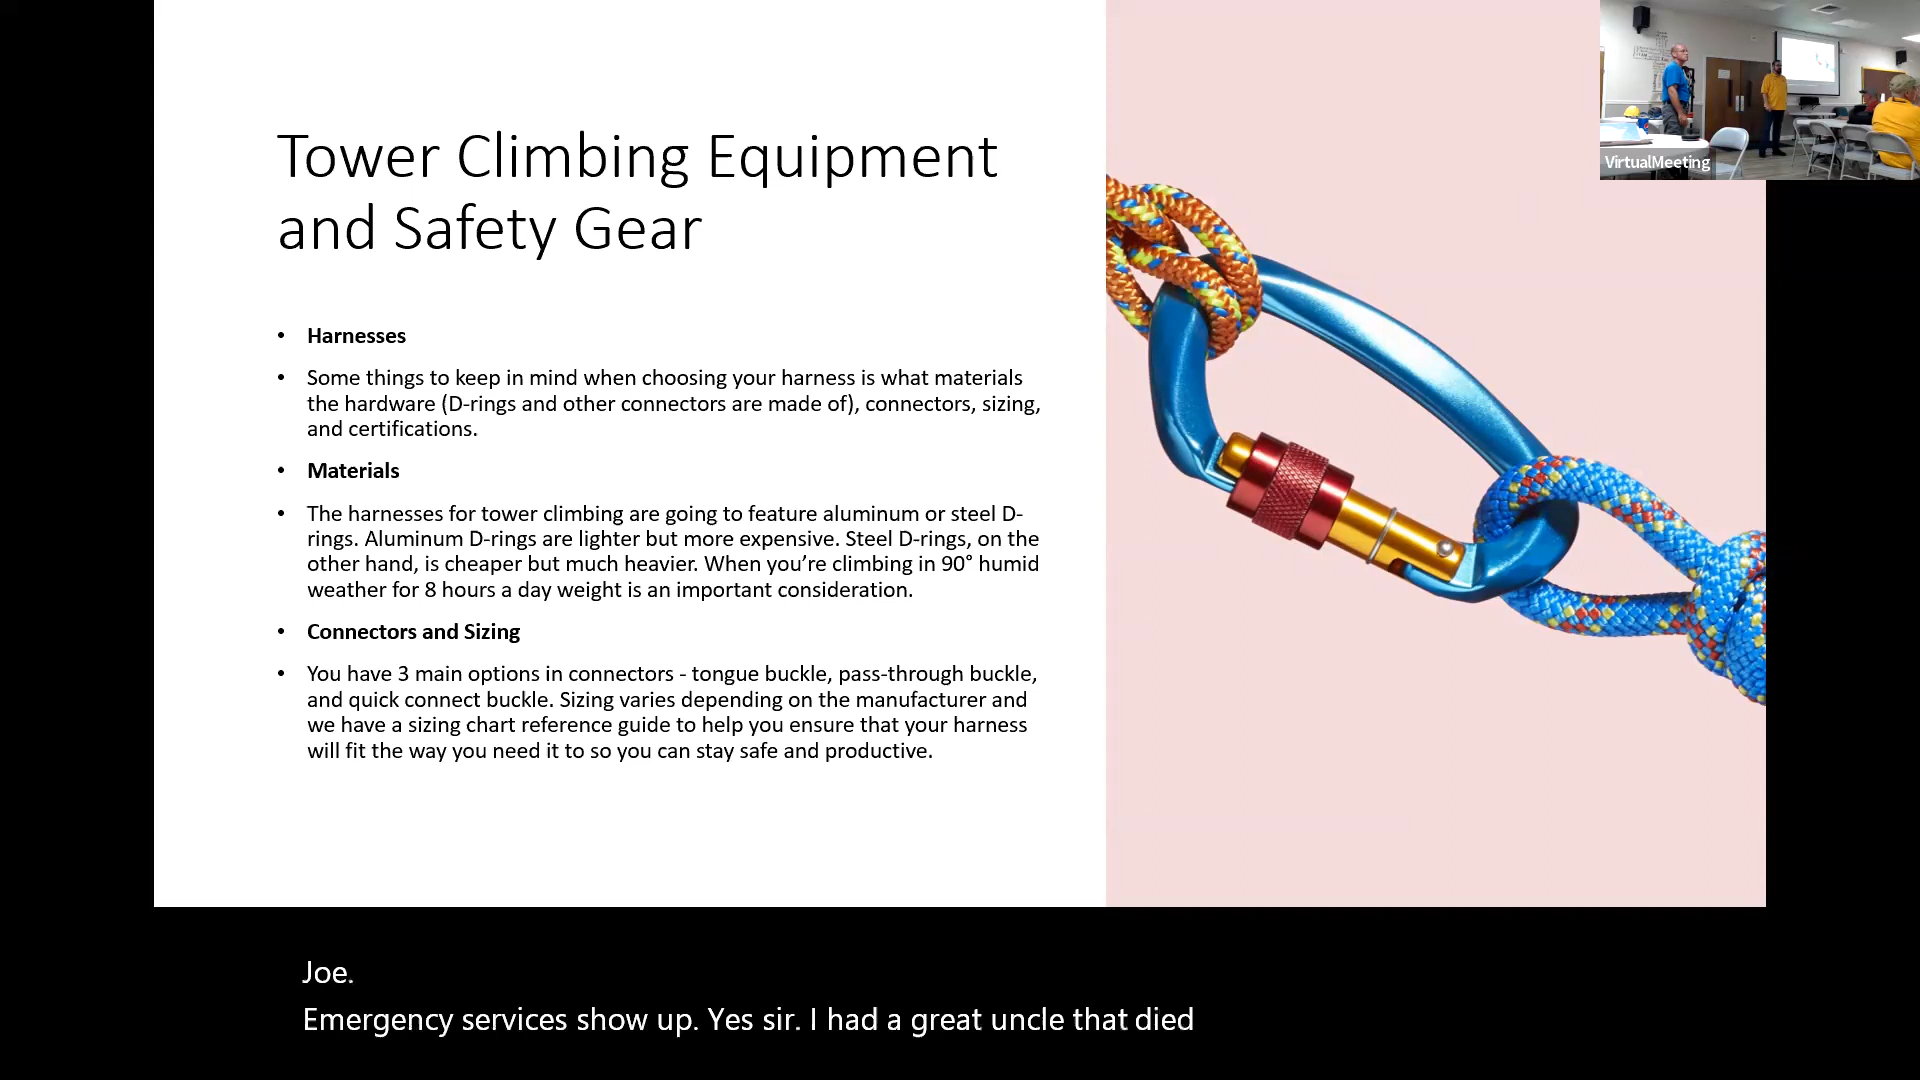 Tower Climbing Equipment
and Safety Gear
• Harnesses
• Some things to keep in mind when choosing your harness is what materials
the hardware (D-rings and other connectors are made of), connectors, sizing,
and certifications.
• Materials
• The harnesses for tower climbing are going to feature aluminum or steel D-
rings. Aluminum D-rings are lighter but more expensive. Steel D-rings, on the
other hand, is cheaper but much heavier. When you’re climbing in 90° humid
weather for 8 hours a day weight is an important consideration.
• Connectors and Sizing
• You have 3 main options in connectors - tongue buckle, pass-through buckle,
and quick connect buckle. Sizing varies depending on the manufacturer and
we have a sizing chart reference guide to help you ensure that your harness
will fit the way you need it to so you can stay safe and productive.
VirtualMeeting
Joe.
Emergency services show up. Yes sir. I had a great uncle that died